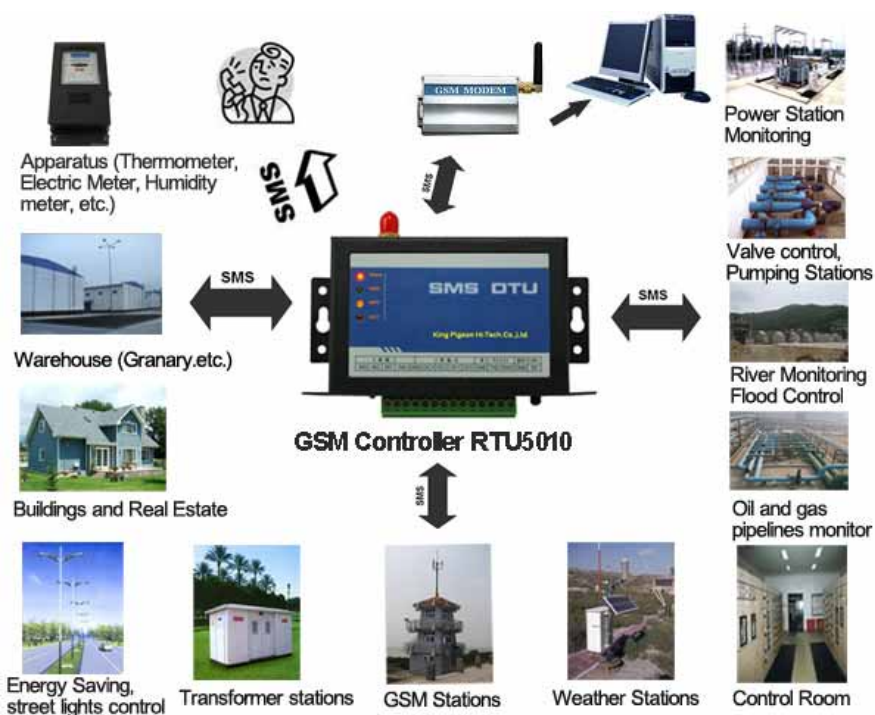 GSM MODEM
Power Station
Monitoring
Apparatus (Thermometer,
Electric Meter, Humidity
meter, etc.)
SMS
SMS
Valve control,
Pumping Stations
SMS
SMS DTU
King Pigeon Hi-Tech.Co.,Ltd
SMS
Warehouse (Granary.etc.)
River Monitoring
Flood Control
GSM Controller RTU5010
SMS
Buildings and Real Estate
Oil and gas
pipelines monitor
Energy Saving,
street lights control
Transformer stations
GSM Stations
Weather Stations
Control Room